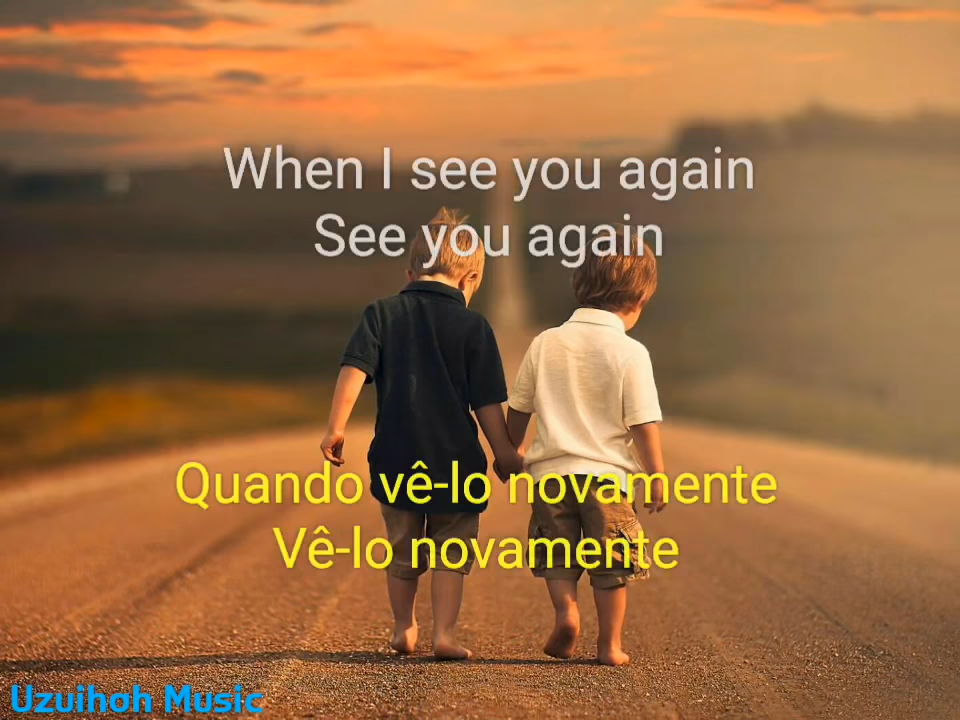 When I see you again
See you again
Quando vê-lo novamente
Vê-lo novamente
Uzuihoh Music